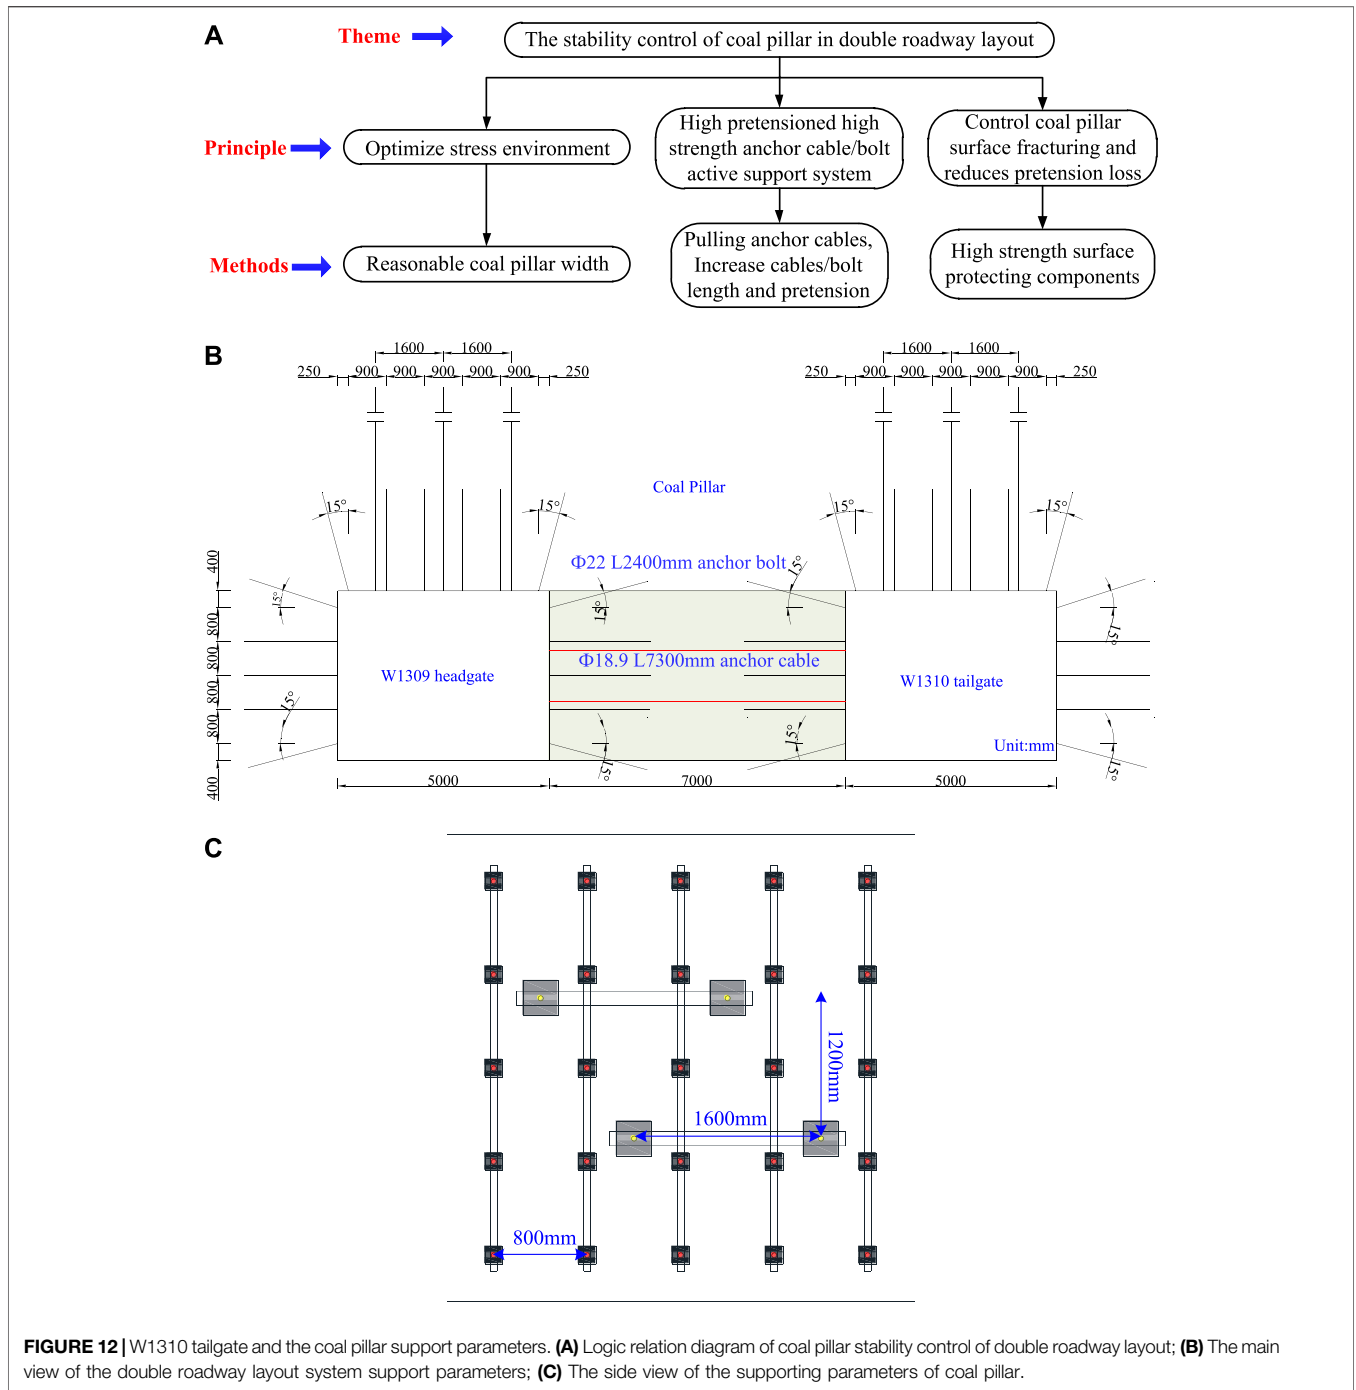 A
Theme
The stability control of coal pillar in double roadway layout
Principle
Optimize stress environment
High pretensioned high
strength anchor cable/bolt
active support system
Control coal pillar
surface fracturing and
reduces pretension loss
Methods
Reasonable coal pillar width
Pulling anchor cables,
Increase cables/bolt
length and pretension
High strength surface
protecting components
B
1600 1600
250 900 900 900 900 900 250
1600 1600
250 900 900 900 900 900 250
15° 15° 15° 15°
Coal Pillar
Φ22 L2400mm anchor bolt
400
800
800
800
800
400
15°
15°
15°
15°
15°
15°
15°
15°
Φ18.9 L7300mm anchor cable
W1309 headgate
W1310 tailgate
Unit:mm
5000 7000 5000
C
1200mm
1600mm
800mm
FIGURE 12 | W1310 tailgate and the coal pillar support parameters. (A) Logic relation diagram of coal pillar stability control of double roadway layout; (B) The main
view of the double roadway layout system support parameters; (C) The side view of the supporting parameters of coal pillar.